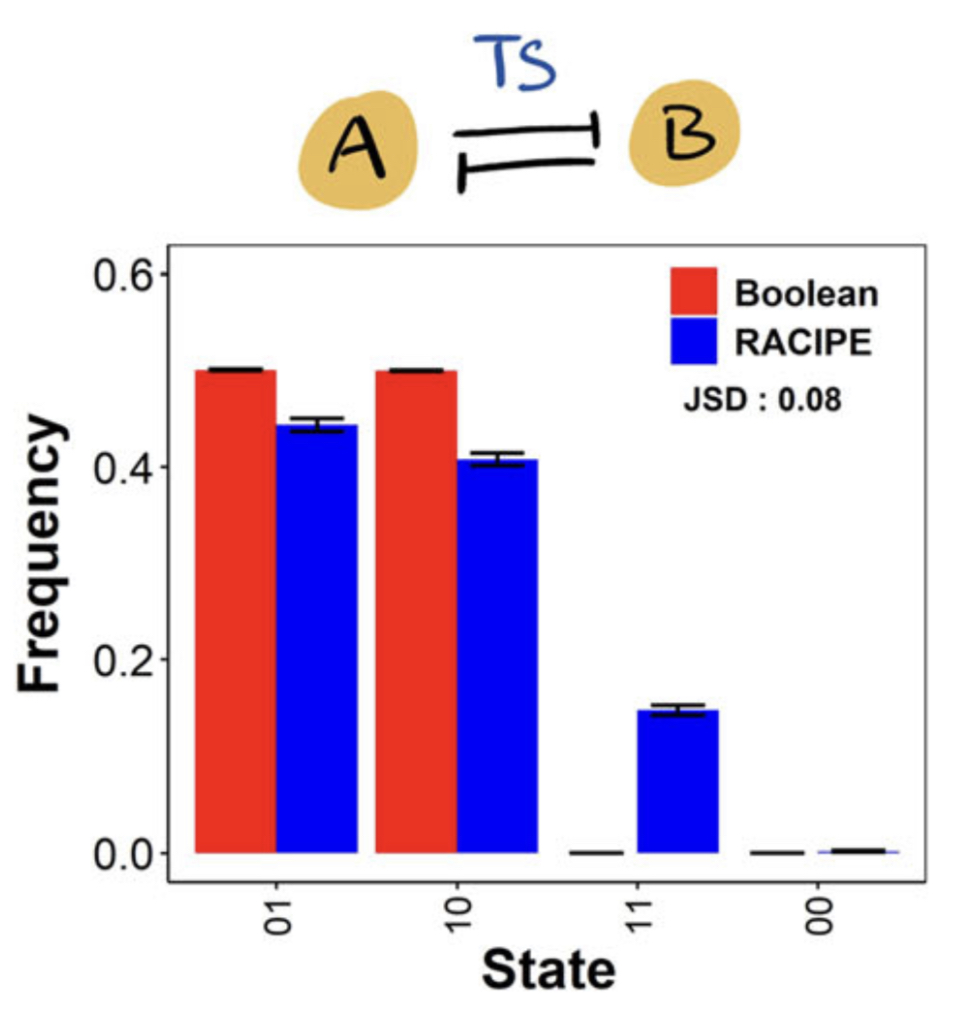 TS
A B
0.6
0.4
0.2
0.0
Frequency
Boolean
RACIPE
JSD : 0.08
01 10 11 00
State